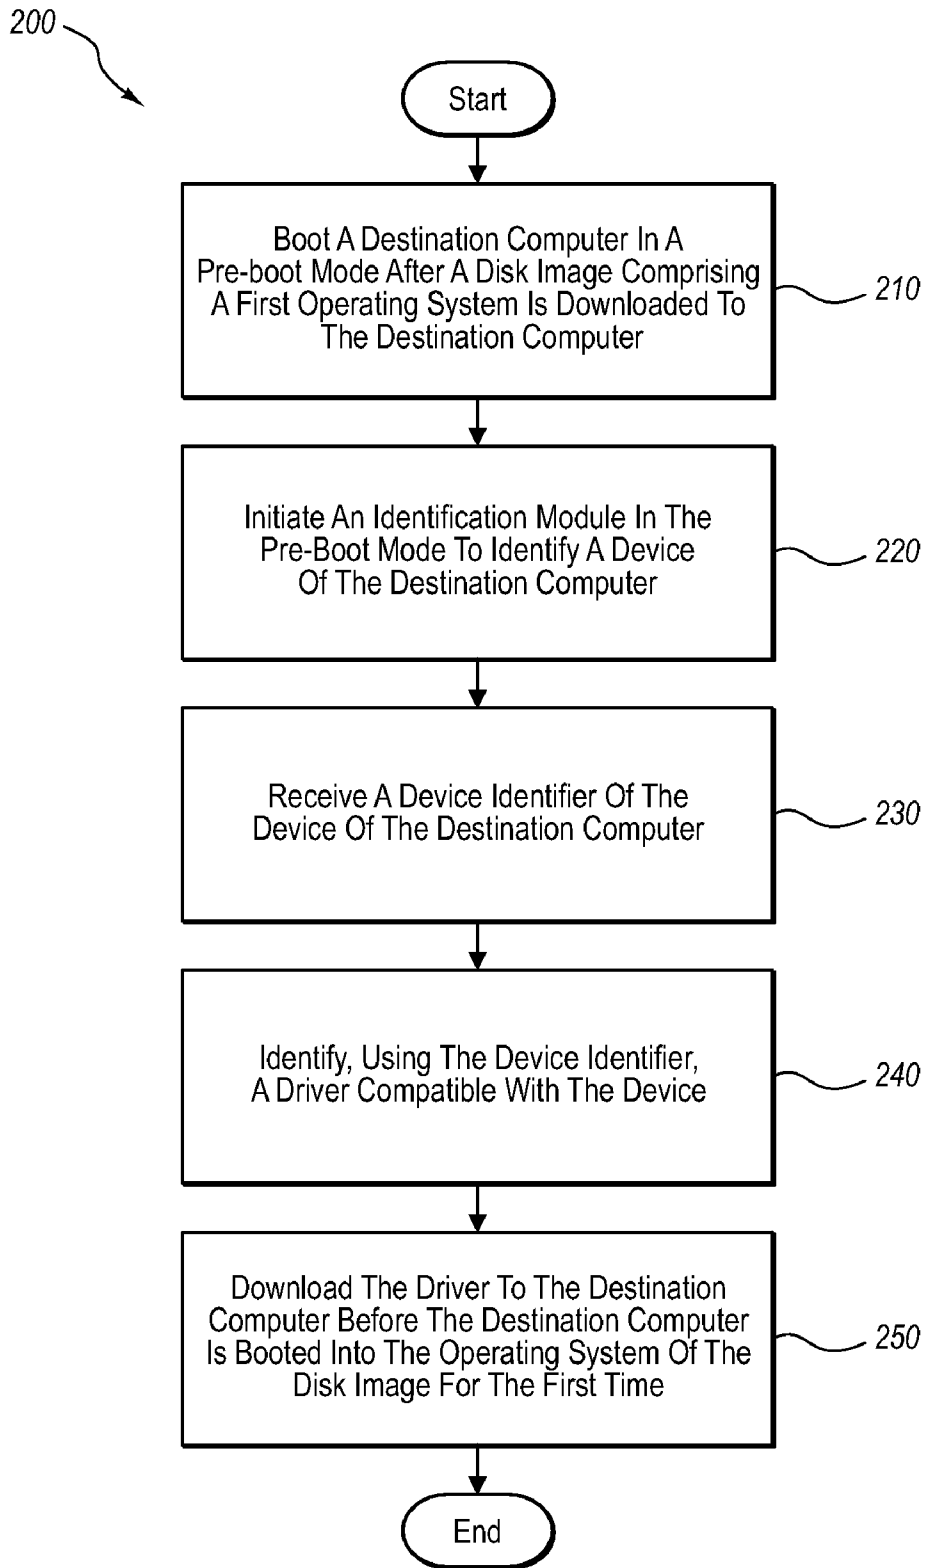 200
Start
Boot A Destination Computer In A
Pre-boot Mode After A Disk Image Comprising
A First Operating System Is Downloaded To
The Destination Computer
210
Initiate An Identification Module In The
Pre-Boot Mode To Identify A Device
Of The Destination Computer
220
Receive A Device Identifier Of The
Device Of The Destination Computer
230
Identify, Using The Device Identifier,
A Driver Compatible With The Device
240
Download The Driver To The Destination
Computer Before The Destination Computer
Is Booted Into The Operating System Of The
Disk Image For The First Time
250
End